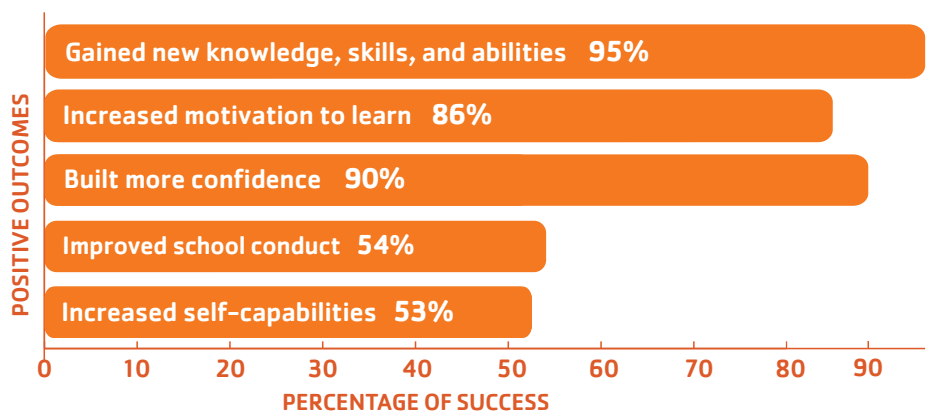 POSITIVE OUTCOMES
Gained new knowledge, skills, and abilities 95%
Increased motivation to learn 86%
Built more confidence 90%
Improved school conduct 54%
Increased self-capabilities 53%
0 10 20 30 40 50 60 70 80 90
PERCENTAGE OF SUCCESS